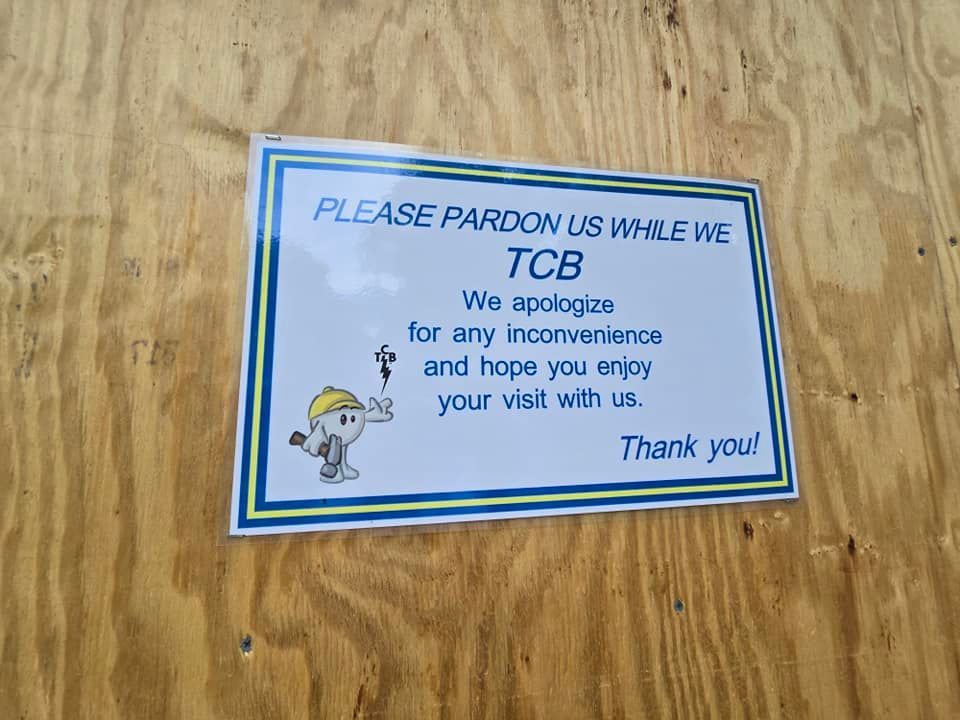 PLEASE PARDON US WHILE WE
TCB
We apologize
for any inconvenience
and hope you enjoy
your visit with us.
C
TCB
Thank you!